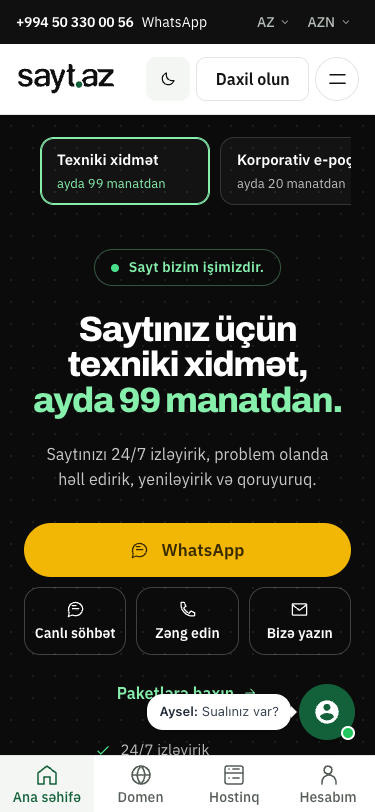 +994 50 330 00 56 WhatsApp AZ AZN
sayt.az Daxil olun
Texniki xidmət
ayda 99 manatdan
Korporativ e-poç
ayda 20 manatdan
Sayt bizim işimizdir.
Saytınız üçün
texniki xidmət,
ayda 99 manatdan.
Saytınızı 24/7 izləyirik, problem olanda
həll edirik, yeniləyirik və qoruyuruq.
WhatsApp
Canlı söhbət Zəng edin Bizə yazın
Paketlərə baxın →
Aysel: Sualınız var?
24/7 izləyirik
Ana səhifə Domen Hosting Hesabım